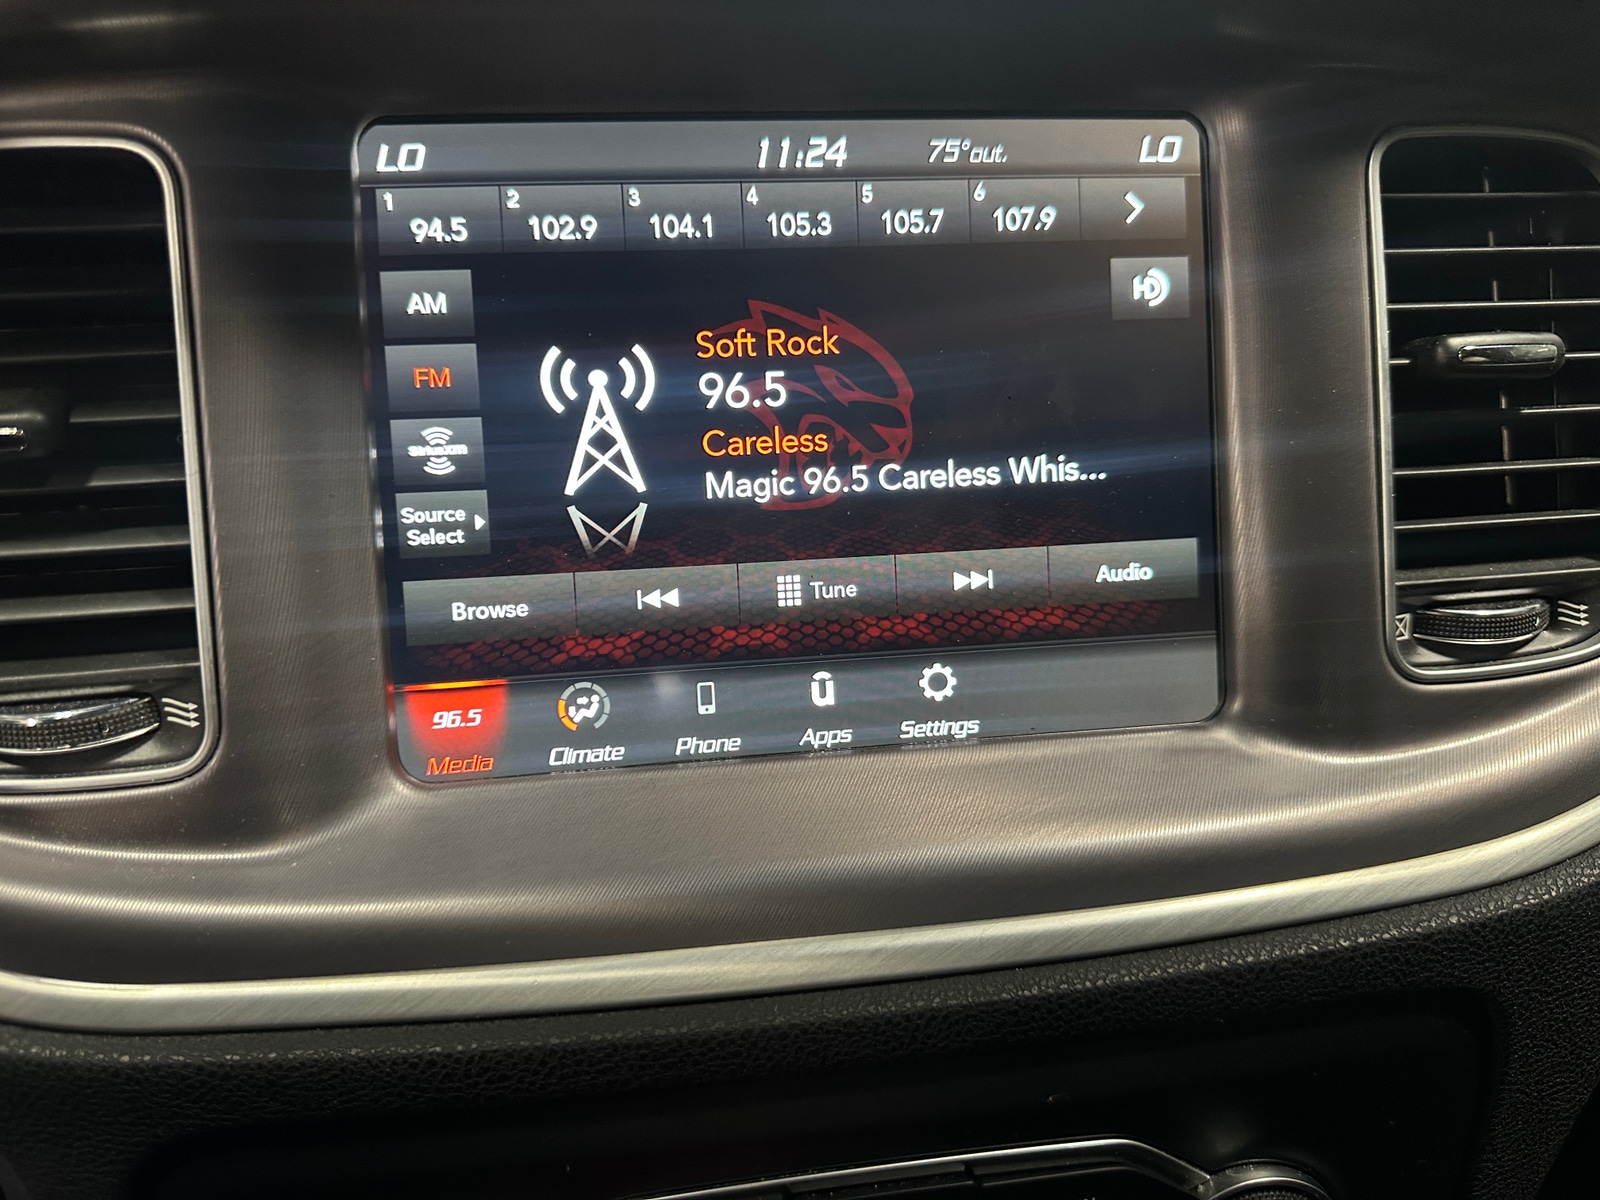 LO 11:24 75° out. LO
1 94.5 2 102.9 3 104.1 4 105.3 5 105.7 6 107.9
HD
AM
FM
SiriusXM
Source
Select
Soft Rock
96.5
Careless
Magic 96.5 Careless Whis...
Browse Tune Audio
96.5
Media Climate Phone Apps Settings